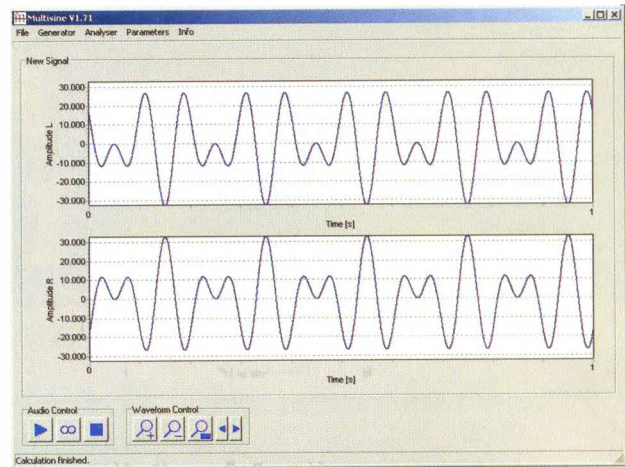 Multisine V1.71
File Generator Analyser Parameters Info
New Signal
30.000
20.000
10.000
0
-10.000
-20.000
-30.000
Amplitude L
0
1
Time [s]
30.000
20.000
10.000
0
-10.000
-20.000
-30.000
Amplitude R
0
1
Time [s]
Audio Control
Waveform Control
Calculation finished.